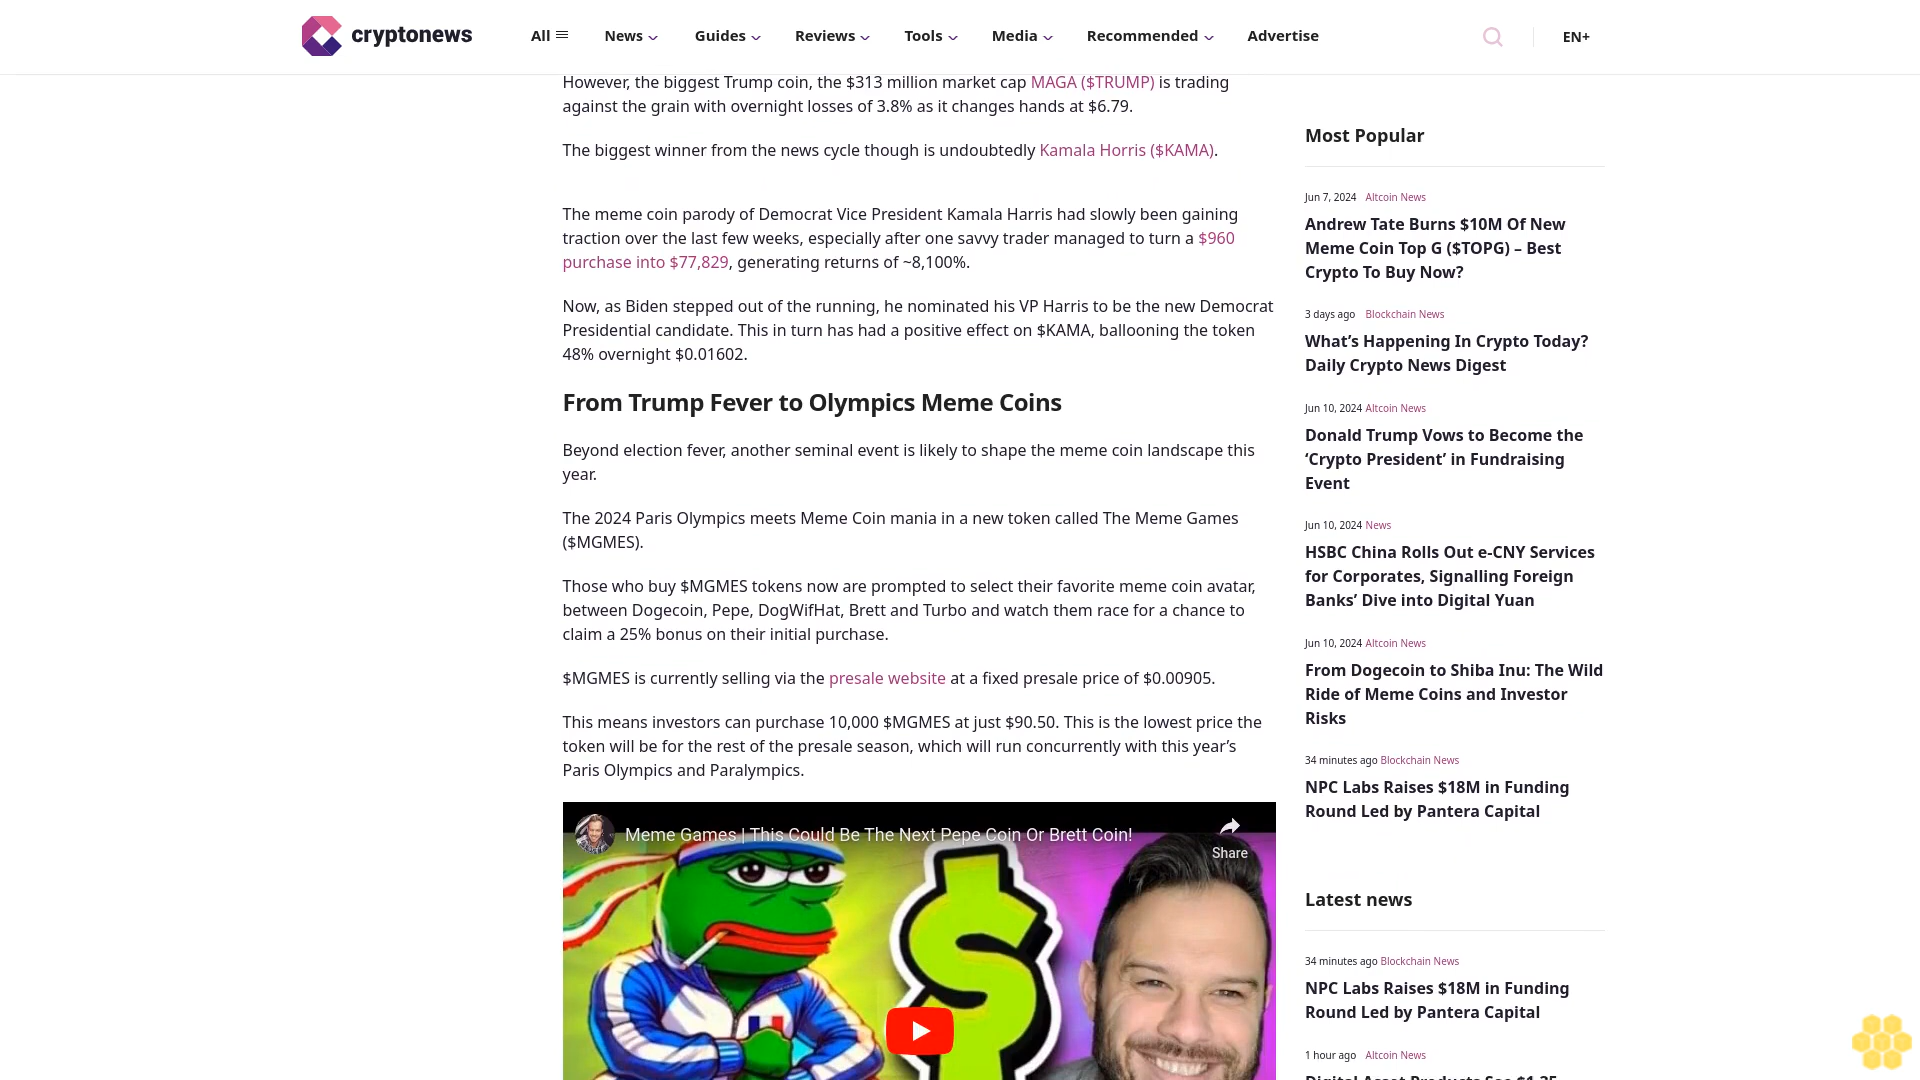 cryptonews
All
News
Guides
Reviews
Tools
Media
Recommended
Advertise
EN+
However, the biggest Trump coin, the $313 million market cap MAGA ($TRUMP) is trading
against the grain with overnight losses of 3.8% as it changes hands at $6.79.
The biggest winner from the news cycle though is undoubtedly Kamala Horris ($KAMA).
The meme coin parody of Democrat Vice President Kamala Harris had slowly been gaining
traction over the last few weeks, especially after one savvy trader managed to turn a $960
purchase into $77,829, generating returns of ~8,100%.
Now, as Biden stepped out of the running, he nominated his VP Harris to be the new Democrat
Presidential candidate. This in turn has had a positive effect on $KAMA, ballooning the token
48% overnight $0.01602.
From Trump Fever to Olympics Meme Coins
Beyond election fever, another seminal event is likely to shape the meme coin landscape this
year.
The 2024 Paris Olympics meets Meme Coin mania in a new token called The Meme Games
($MGMES).
Those who buy $MGMES tokens now are prompted to select their favorite meme coin avatar,
between Dogecoin, Pepe, DogWifHat, Brett and Turbo and watch them race for a chance to
claim a 25% bonus on their initial purchase.
$MGMES is currently selling via the presale website at a fixed presale price of $0.00905.
This means investors can purchase 10,000 $MGMES at just $90.50. This is the lowest price the
token will be for the rest of the presale season, which will run concurrently with this year’s
Paris Olympics and Paralympics.
Meme Games | This Could Be The Next Pepe Coin Or Brett Coin!
Share
$
Most Popular
Jun 7, 2024 Altcoin News
Andrew Tate Burns $10M Of New
Meme Coin Top G ($TOPG) – Best
Crypto To Buy Now?
3 days ago Blockchain News
What’s Happening In Crypto Today?
Daily Crypto News Digest
Jun 10, 2024 Altcoin News
Donald Trump Vows to Become the
‘Crypto President’ in Fundraising
Event
Jun 10, 2024 News
HSBC China Rolls Out e-CNY Services
for Corporates, Signalling Foreign
Banks’ Dive into Digital Yuan
Jun 10, 2024 Altcoin News
From Dogecoin to Shiba Inu: The Wild
Ride of Meme Coins and Investor
Risks
34 minutes ago Blockchain News
NPC Labs Raises $18M in Funding
Round Led by Pantera Capital
Latest news
34 minutes ago Blockchain News
NPC Labs Raises $18M in Funding
Round Led by Pantera Capital
1 hour ago Altcoin News
Digital Asset Products See $1.35